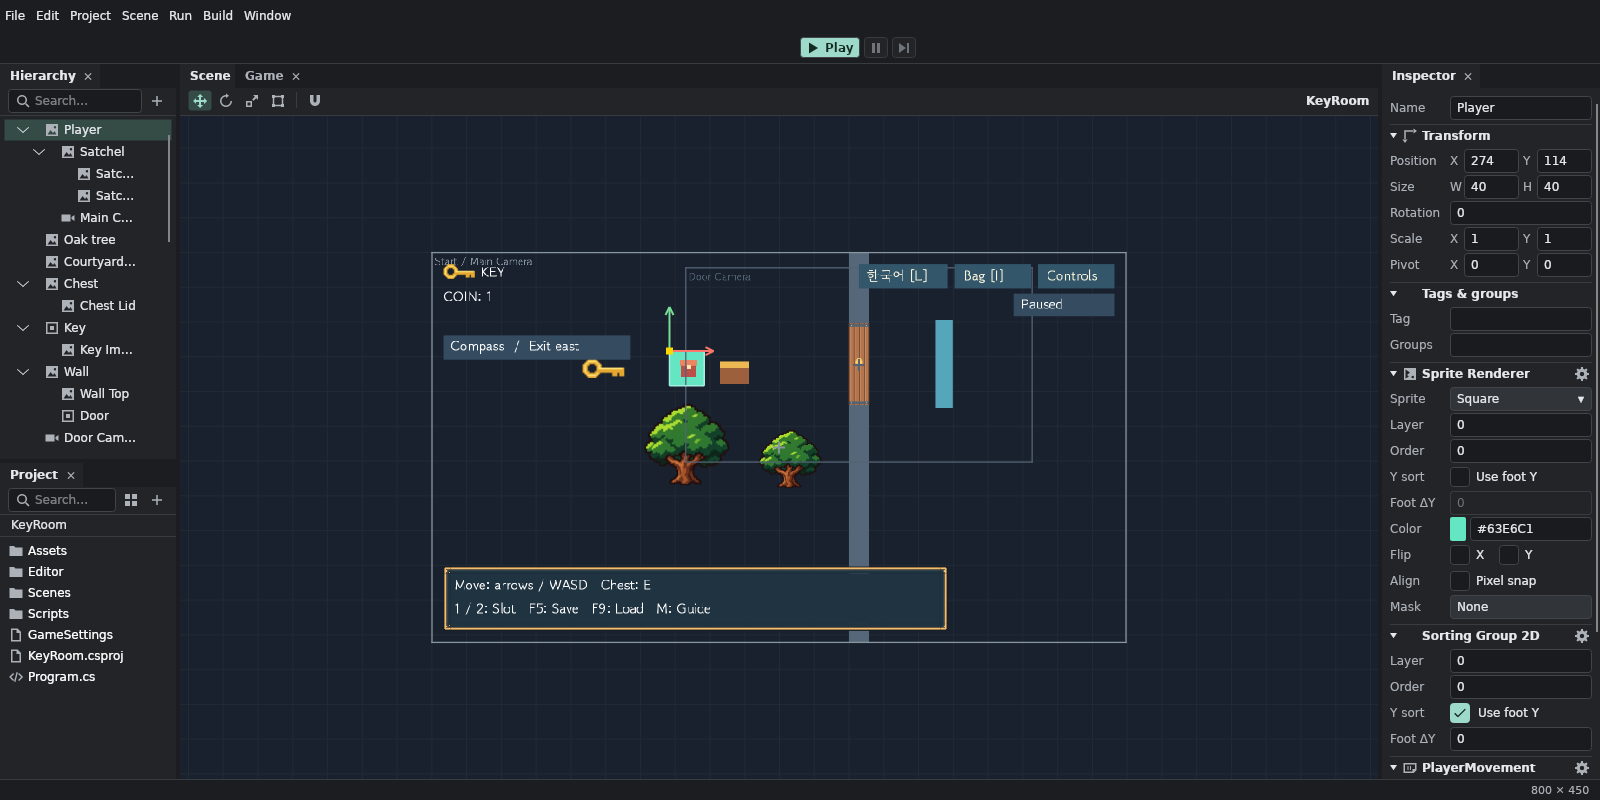 File Edit Project Scene Run Build Window
Play
Hierarchy
Search...
Player
Satchel
Satc...
Satc...
Main C...
Oak tree
Courtyard...
Chest
Chest Lid
Key
Key Im...
Wall
Wall Top
Door
Door Cam...
Project
Search...
KeyRoom
Assets
Editor
Scenes
Scripts
GameSettings
KeyRoom.csproj
Program.cs
Scene Game
KeyRoom
Start / Main Camera
KEY
COIN: 1
Door Camera
한국어 [L] Bag [I] Controls
Paused
Compass / Exit east
Move: arrows / WASD Chest: E
1 / 2: Slot F5: Save F9: Load M: Guide
Inspector
Name Player
Transform
Position X 274 Y 114
Size W 40 H 40
Rotation 0
Scale X 1 Y 1
Pivot X 0 Y 0
Tags & groups
Tag
Groups
Sprite Renderer
Sprite Square
Layer 0
Order 0
Y sort Use foot Y
Foot ΔY 0
Color #63E6C1
Flip X Y
Align Pixel snap
Mask None
Sorting Group 2D
Layer 0
Order 0
Y sort Use foot Y
Foot ΔY 0
PlayerMovement
800 × 450